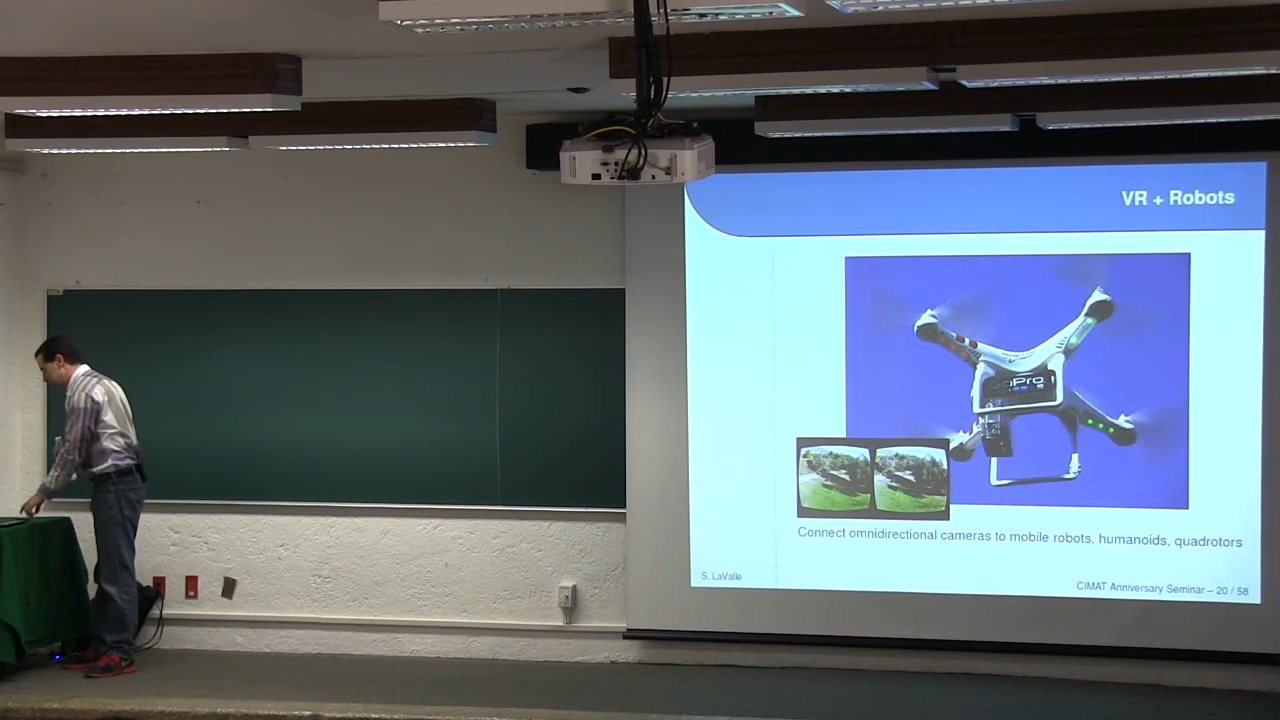 VR + Robots
GoPro
Connect omnidirectional cameras to mobile robots, humanoids, quadrotors
S. LaValle
CIMAT Anniversary Seminar – 20 / 58